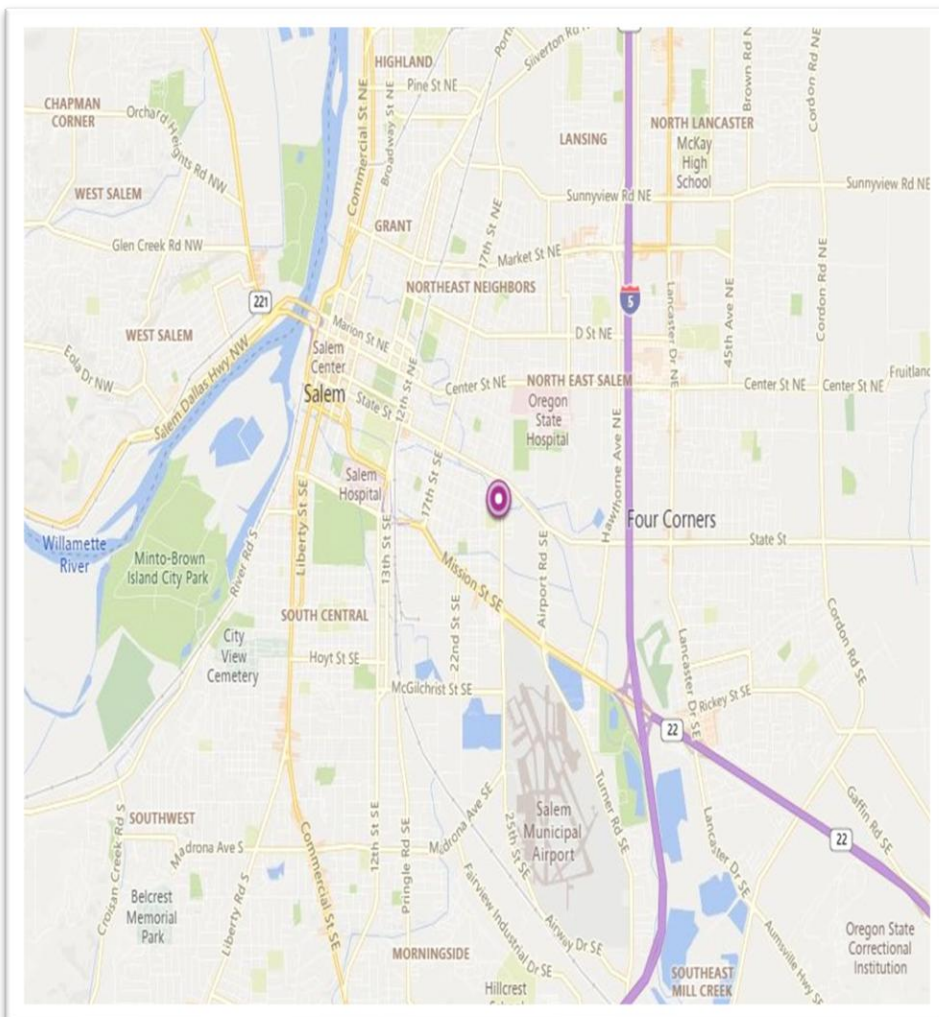 HIGHLAND
Pine St NE
Silverton Rd
Brown Rd N
Cordon Rd NE
CHAPMAN
CORNER
Orchard Heights Rd NW
Commercial St NE
Broadway St NE
LANSING
NORTH LANCASTER
McKay
High
School
WEST SALEM
Sunnyview Rd NE
Sunnyview Rd NE
17th St NE
GRANT
Glen Creek Rd NW
Market St NE
Cordon Rd NE
NORTHEAST NEIGHBORS
221
5
Lancaster Dr NE
45th Ave NE
WEST SALEM
Marion St NE
D St NE
Eola Dr NW
Salem Dallas Hwy NW
Salem
Center
12th St NE
Salem
State St
Center St NE
NORTH EAST SALEM
Center St NE
Center St NE
Fruitland
Oregon
State
Hospital
Hawthorne Ave NE
Salem
Hospital
17th St SE
Four Corners
State St
Willamette
River
Minto-Brown
Island City Park
River Rd S
Liberty St SE
13th St SE
Mission St SE
Airport Rd SE
22nd St SE
SOUTH CENTRAL
City
View
Cemetery
Hoyt St SE
Lancaster Dr SE
Cordon Rd SE
McGilchrist St SE
Rickey St SE
22
SOUTHWEST
Croisan Creek Rd S
Madrona Ave S
Liberty Rd S
Commercial St SE
12th St SE
Pringle Rd SE
Madrona Ave SE
25th St SE
Salem
Municipal
Airport
Turner Rd SE
Lancaster Dr SE
Gaffin Rd SE
22
Belcrest
Memorial
Park
Fairview Industrial Dr SE
Airway Dr SE
MORNINGSIDE
Hillcrest
SOUTHEAST
MILL CREEK
Aumsville Hwy SE
Oregon State
Correctional
Institution